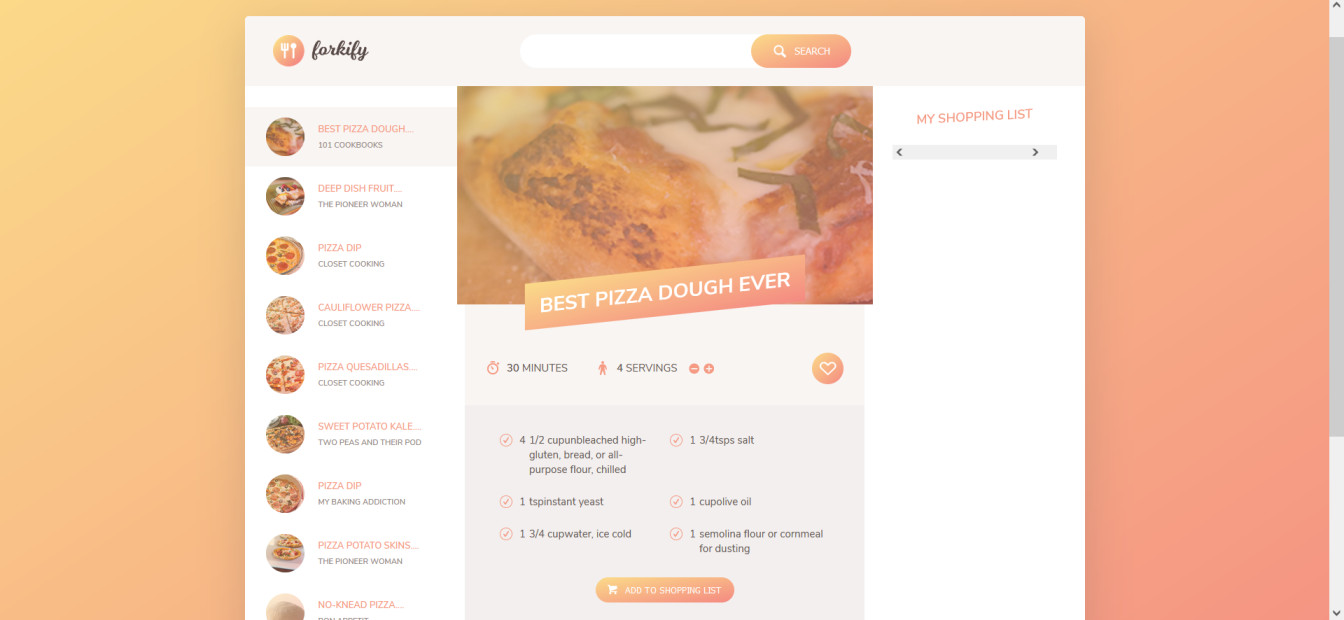 forkify
SEARCH
BEST PIZZA DOUGH...
101 COOKBOOKS
DEEP DISH FRUIT...
THE PIONEER WOMAN
PIZZA DIP
CLOSET COOKING
CAULIFLOWER PIZZA...
CLOSET COOKING
PIZZA QUESADILLAS...
CLOSET COOKING
SWEET POTATO KALE...
TWO PEAS AND THEIR POD
PIZZA DIP
MY BAKING ADDICTION
PIZZA POTATO SKINS...
THE PIONEER WOMAN
NO-KNEAD PIZZA...
BON APPETIT
BEST PIZZA DOUGH EVER
30 MINUTES
4 SERVINGS
4 1/2 cupunbleached high-
gluten, bread, or all-
purpose flour, chilled
1 3/4tsps salt
1 tspinstant yeast
1 cupolive oil
1 3/4 cupwater, ice cold
1 semolina flour or cornmeal
for dusting
ADD TO SHOPPING LIST
MY SHOPPING LIST